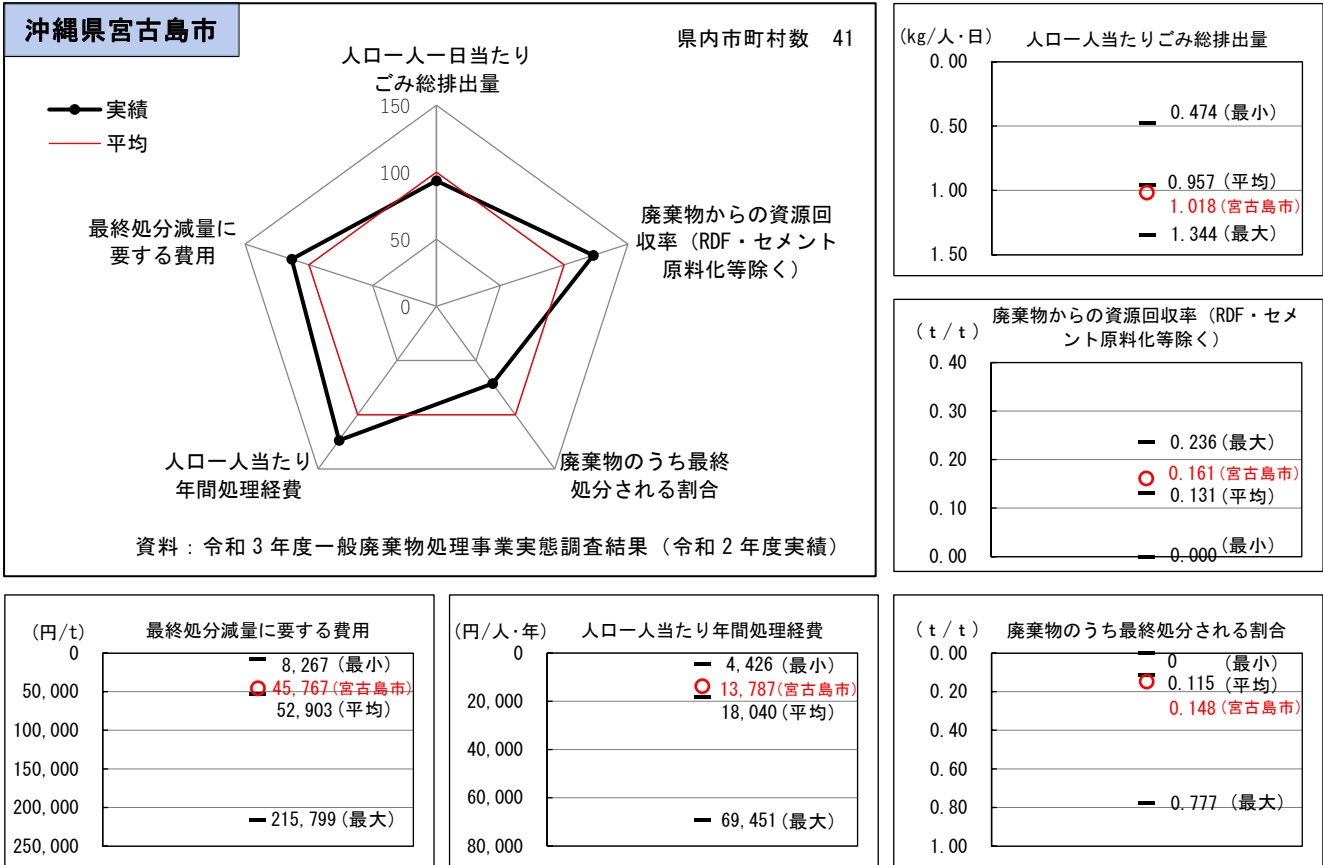 沖縄県宮古島市
県内市町村数 41
実績
平均
人口一人一日当たり
ごみ総排出量
150
100
50
0
廃棄物からの資源回
収率（RDF・セメント
原料化等除く）
廃棄物のうち最終
処分される割合
人口一人当たり
年間処理経費
最終処分減量に
要する費用
資料：令和３年度一般廃棄物処理事業実態調査結果（令和２年度実績）
(kg/人・日) 人口一人当たりごみ総排出量
0.00
0.50
1.00
1.50
0.474(最小)
0.957(平均)
1.018(宮古島市)
1.344(最大)
(t/t) 廃棄物からの資源回収率（RDF・セメ
ント原料化等除く）
0.40
0.30
0.20
0.10
0.00
0.236(最大)
0.161(宮古島市)
0.131(平均)
0.000(最小)
(円/t) 最終処分減量に要する費用
0
50,000
100,000
150,000
200,000
250,000
8,267(最小)
45,767(宮古島市)
52,903(平均)
215,799(最大)
(円/人・年) 人口一人当たり年間処理経費
0
20,000
40,000
60,000
80,000
4,426(最小)
13,787(宮古島市)
18,040(平均)
69,451(最大)
(t/t) 廃棄物のうち最終処分される割合
0.00
0.20
0.40
0.60
0.80
1.00
0 (最小)
0.115(平均)
0.148(宮古島市)
0.777 (最大)